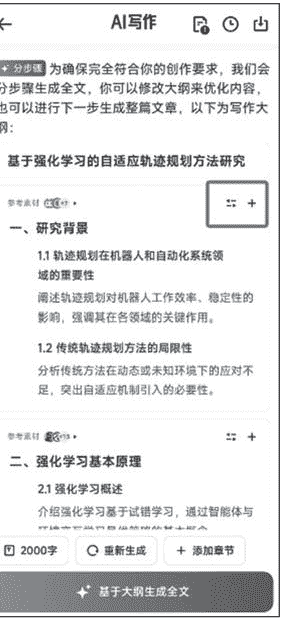 AI写作
分步骤 为确保完全符合你的创作要求，我们会
分步骤生成全文，你可以修改大纲来优化内容，
也可以进行下一步生成整篇文章，以下为写作大
纲：
基于强化学习的自适应轨迹规划方法研究
参考素材
一、研究背景
1.1 轨迹规划在机器人和自动化系统领
域的重要性
阐述轨迹规划对机器人工作效率、稳定性的
影响，强调其在各领域的关键作用。
1.2 传统轨迹规划方法的局限性
分析传统方法在动态或未知环境下的应对不
足，突出自适应机制引入的必要性。
参考素材
二、强化学习基本原理
2.1 强化学习概述
介绍强化学习基于试错学习，通过智能体与
2000字 重新生成 + 添加章节
基于大纲生成全文